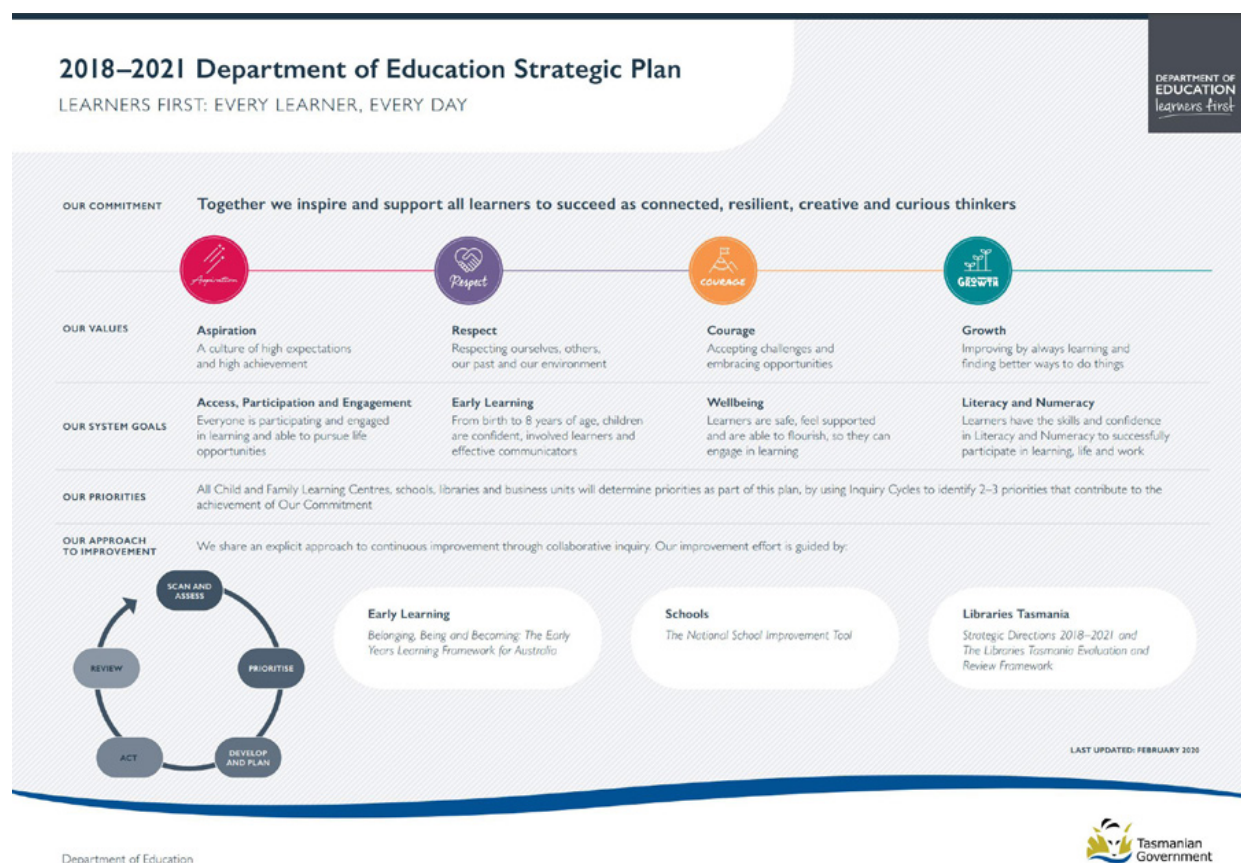 2018–2021 Department of Education Strategic Plan
LEARNERS FIRST: EVERY LEARNER, EVERY DAY
DEPARTMENT OF
EDUCATION
learners first
OUR COMMITMENT
Together we inspire and support all learners to succeed as connected, resilient, creative and curious thinkers
Aspiration
Respect
COURAGE
GROWTH
OUR VALUES
Aspiration
A culture of high expectations
and high achievement
Respect
Respecting ourselves, others,
our past and our environment
Courage
Accepting challenges and
embracing opportunities
Growth
Improving by always learning and
finding better ways to do things
OUR SYSTEM GOALS
Access, Participation and Engagement
Everyone is participating and engaged
in learning and able to pursue life
opportunities
Early Learning
From birth to 8 years of age, children
are confident, involved learners and
effective communicators
Wellbeing
Learners are safe, feel supported
and are able to flourish, so they can
engage in learning
Literacy and Numeracy
Learners have the skills and confidence
in Literacy and Numeracy to successfully
participate in learning, life and work
OUR PRIORITIES
All Child and Family Learning Centres, schools, libraries and business units will determine priorities as part of this plan, by using Inquiry Cycles to identify 2–3 priorities that contribute to the
achievement of Our Commitment
OUR APPROACH
TO IMPROVEMENT
We share an explicit approach to continuous improvement through collaborative inquiry. Our improvement effort is guided by:
SCAN AND
ASSESS
PRIORITISE
DEVELOP
AND PLAN
ACT
REVIEW
Early Learning
Belonging, Being and Becoming: The Early
Years Learning Framework for Australia
Schools
The National School Improvement Tool
Libraries Tasmania
Strategic Directions 2018–2021 and
The Libraries Tasmania Evaluation and
Review Framework
LAST UPDATED: FEBRUARY 2020
Department of Education
Tasmanian
Government